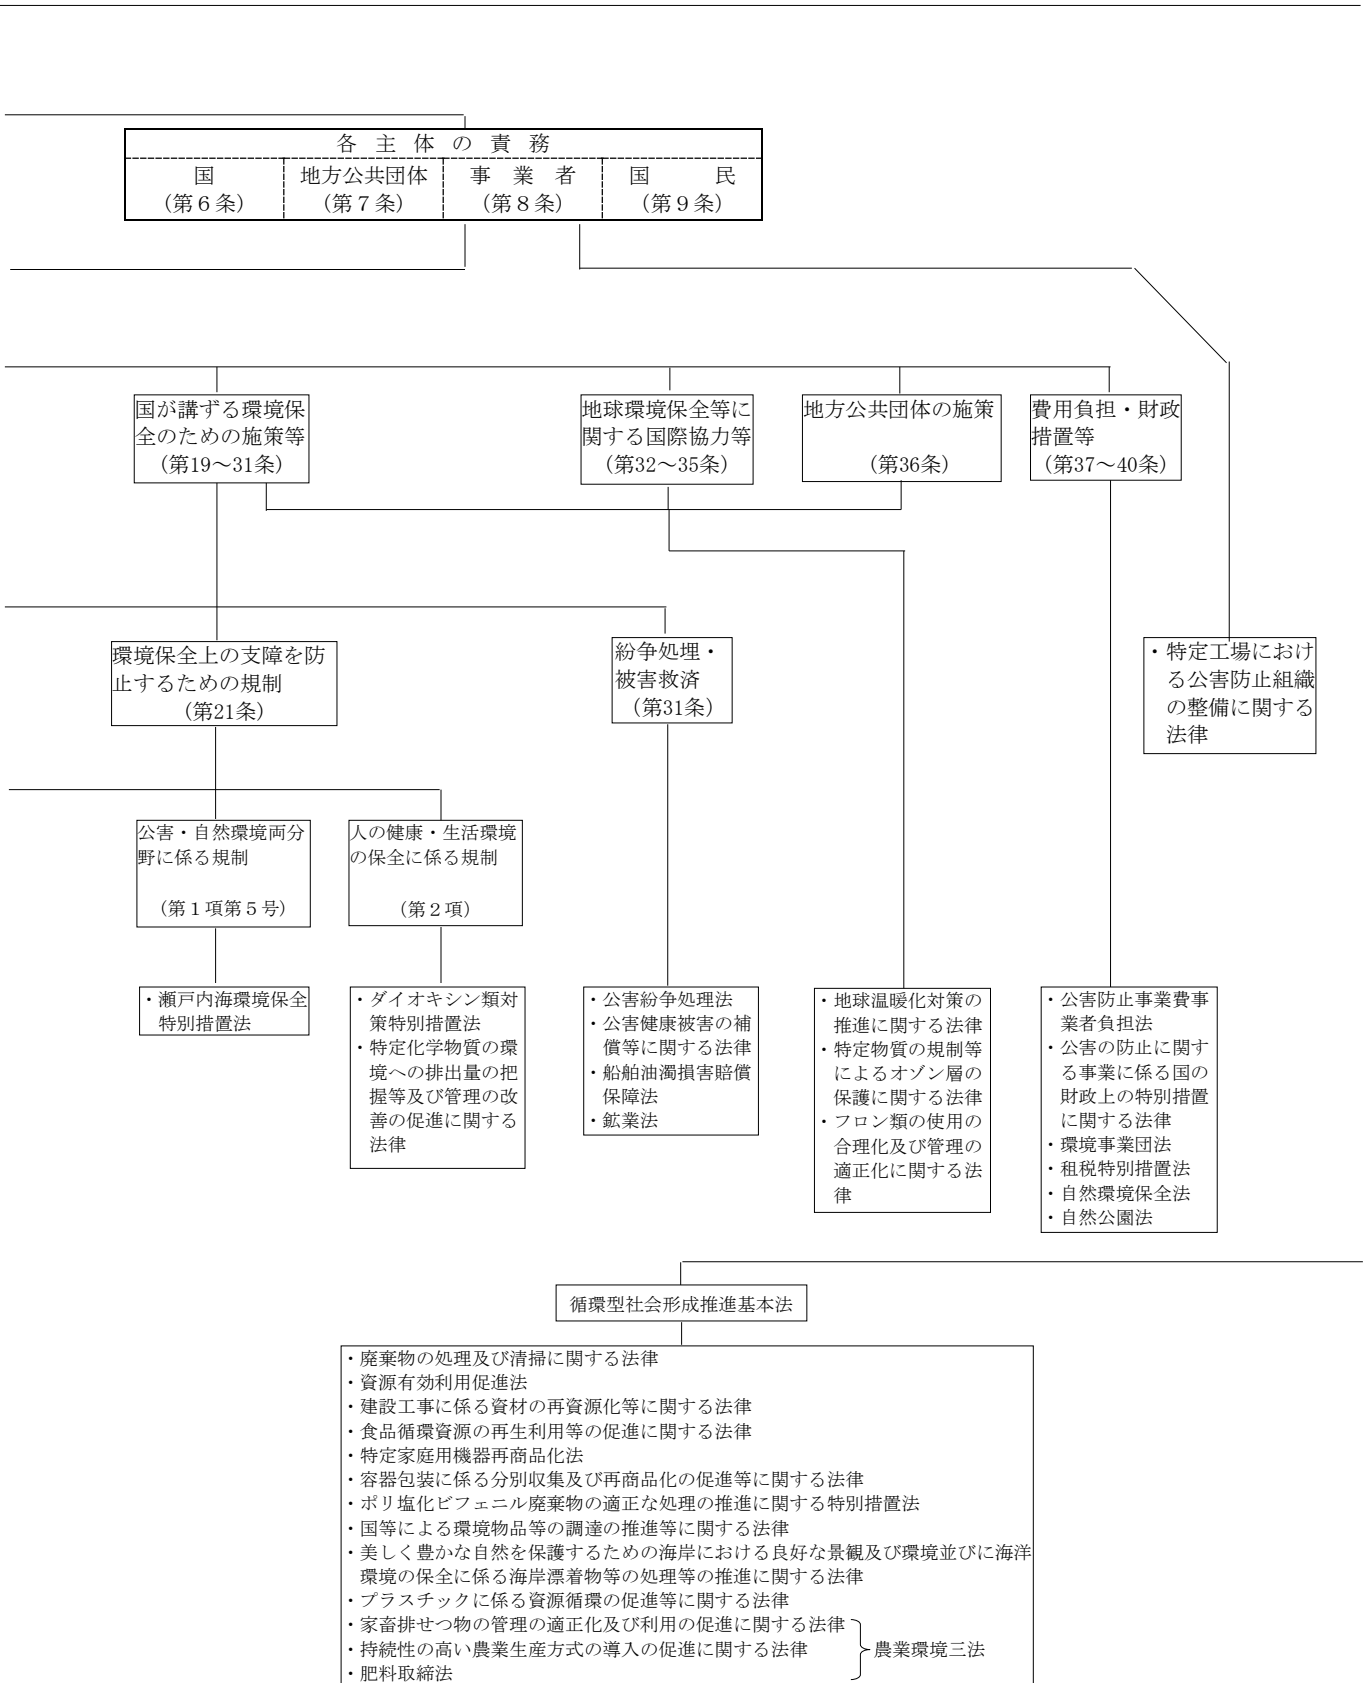 各主体の責務
国
(第６条)
地方公共団体
(第７条)
事業者
(第８条)
国民
(第９条)
国が講ずる環境保
全のための施策等
(第19～31条)
地球環境保全等に
関する国際協力等
(第32～35条)
地方公共団体の施策
(第36条)
費用負担・財政
措置等
(第37～40条)
環境保全上の支障を防
止するための規制
(第21条)
紛争処理・
被害救済
(第31条)
・特定工場におけ
る公害防止組織
の整備に関する
法律
公害・自然環境両分
野に係る規制
(第１項第５号)
人の健康・生活環境
の保全に係る規制
(第２項)
・瀬戸内海環境保全
特別措置法
・ダイオキシン類対
策特別措置法
・特定化学物質の環
境への排出量の把
握等及び管理の改
善の促進に関する
法律
・公害紛争処理法
・公害健康被害の補
償等に関する法律
・船舶油濁損害賠償
保障法
・鉱業法
・地球温暖化対策の
推進に関する法律
・特定物質の規制等
によるオゾン層の
保護に関する法律
・フロン類の使用の
合理化及び管理の
適正化に関する法
律
・公害防止事業費事
業者負担法
・公害の防止に関す
る事業に係る国の
財政上の特別措置
に関する法律
・環境事業団法
・租税特別措置法
・自然環境保全法
・自然公園法
循環型社会形成推進基本法
・廃棄物の処理及び清掃に関する法律
・資源有効利用促進法
・建設工事に係る資材の再資源化等に関する法律
・食品循環資源の再生利用等の促進に関する法律
・特定家庭用機器再商品化法
・容器包装に係る分別収集及び再商品化の促進等に関する法律
・ポリ塩化ビフェニル廃棄物の適正な処理の推進に関する特別措置法
・国等による環境物品等の調達の推進等に関する法律
・美しく豊かな自然を保護するための海岸における良好な景観及び環境並びに海洋
環境の保全に係る海岸漂着物等の処理等の推進に関する法律
・プラスチックに係る資源循環の促進等に関する法律
・家畜排せつ物の管理の適正化及び利用の促進に関する法律
・持続性の高い農業生産方式の導入の促進に関する法律
農業環境三法
・肥料取締法